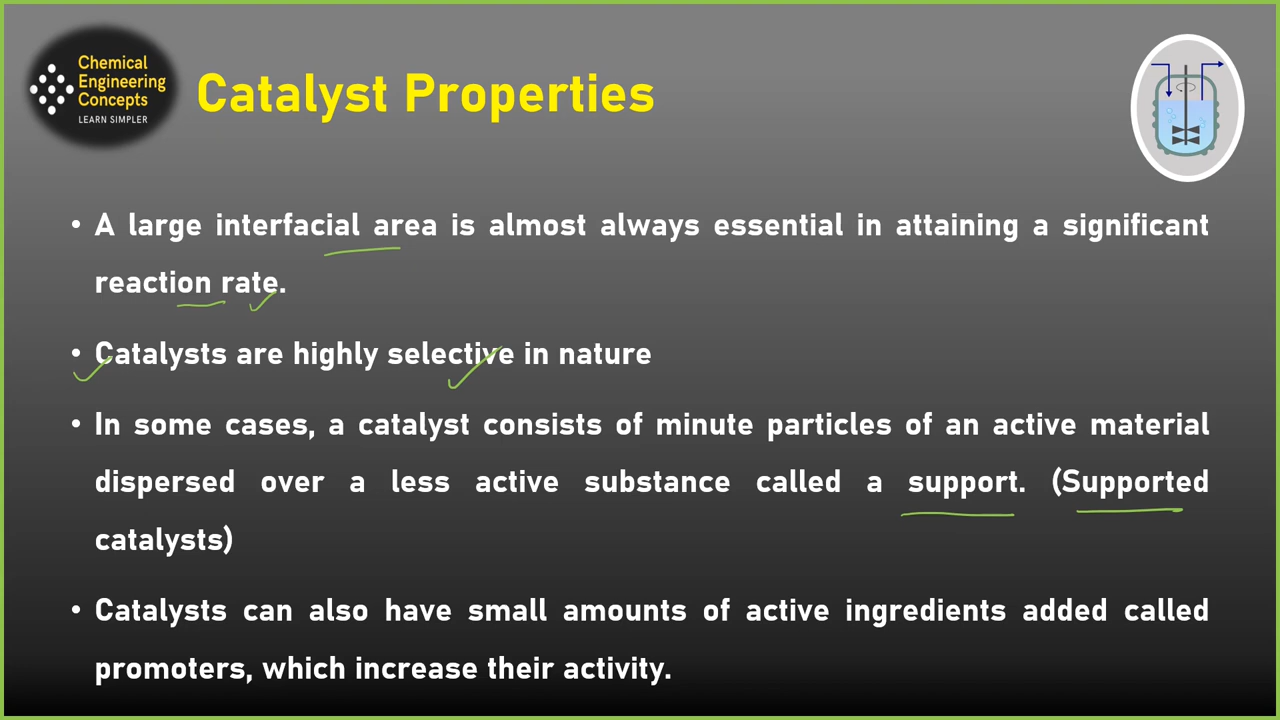 Chemical
Engineering
Concepts
LEARN SIMPLER
Catalyst Properties
• A large interfacial area is almost always essential in attaining a significant
reaction rate.
• Catalysts are highly selective in nature
• In some cases, a catalyst consists of minute particles of an active material
dispersed over a less active substance called a support. (Supported
catalysts)
• Catalysts can also have small amounts of active ingredients added called
promoters, which increase their activity.